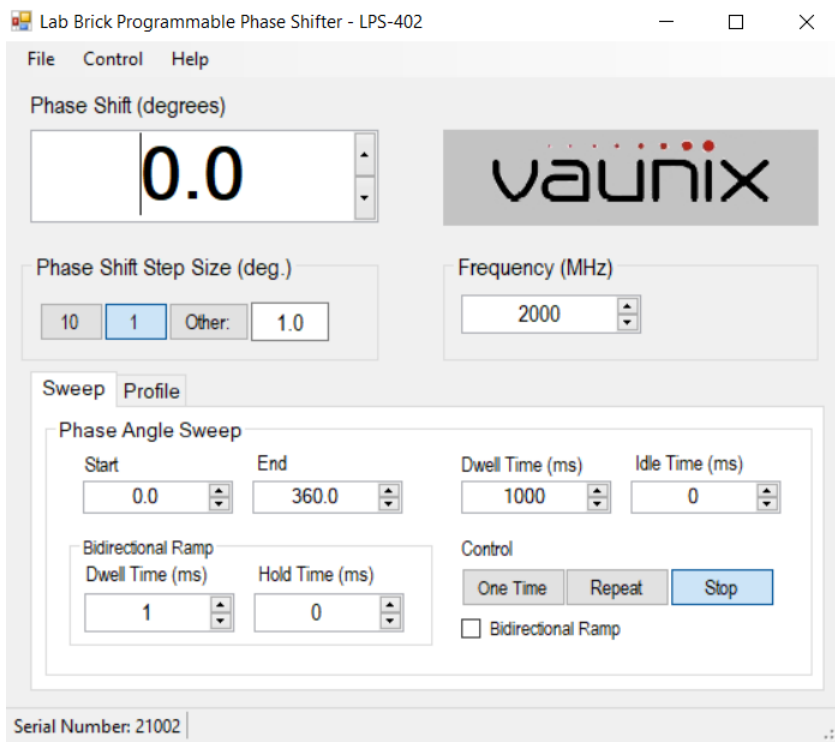 Lab Brick Programmable Phase Shifter - LPS-402
File Control Help
Phase Shift (degrees)
0.0
vaunix
Phase Shift Step Size (deg.)
10 1 Other: 1.0
Frequency (MHz)
2000
Sweep Profile
Phase Angle Sweep
Start End Dwell Time (ms) Idle Time (ms)
0.0 360.0 1000 0
Bidirectional Ramp
Dwell Time (ms) Hold Time (ms)
1 0
Control
One Time Repeat Stop
Bidirectional Ramp
Serial Number: 21002